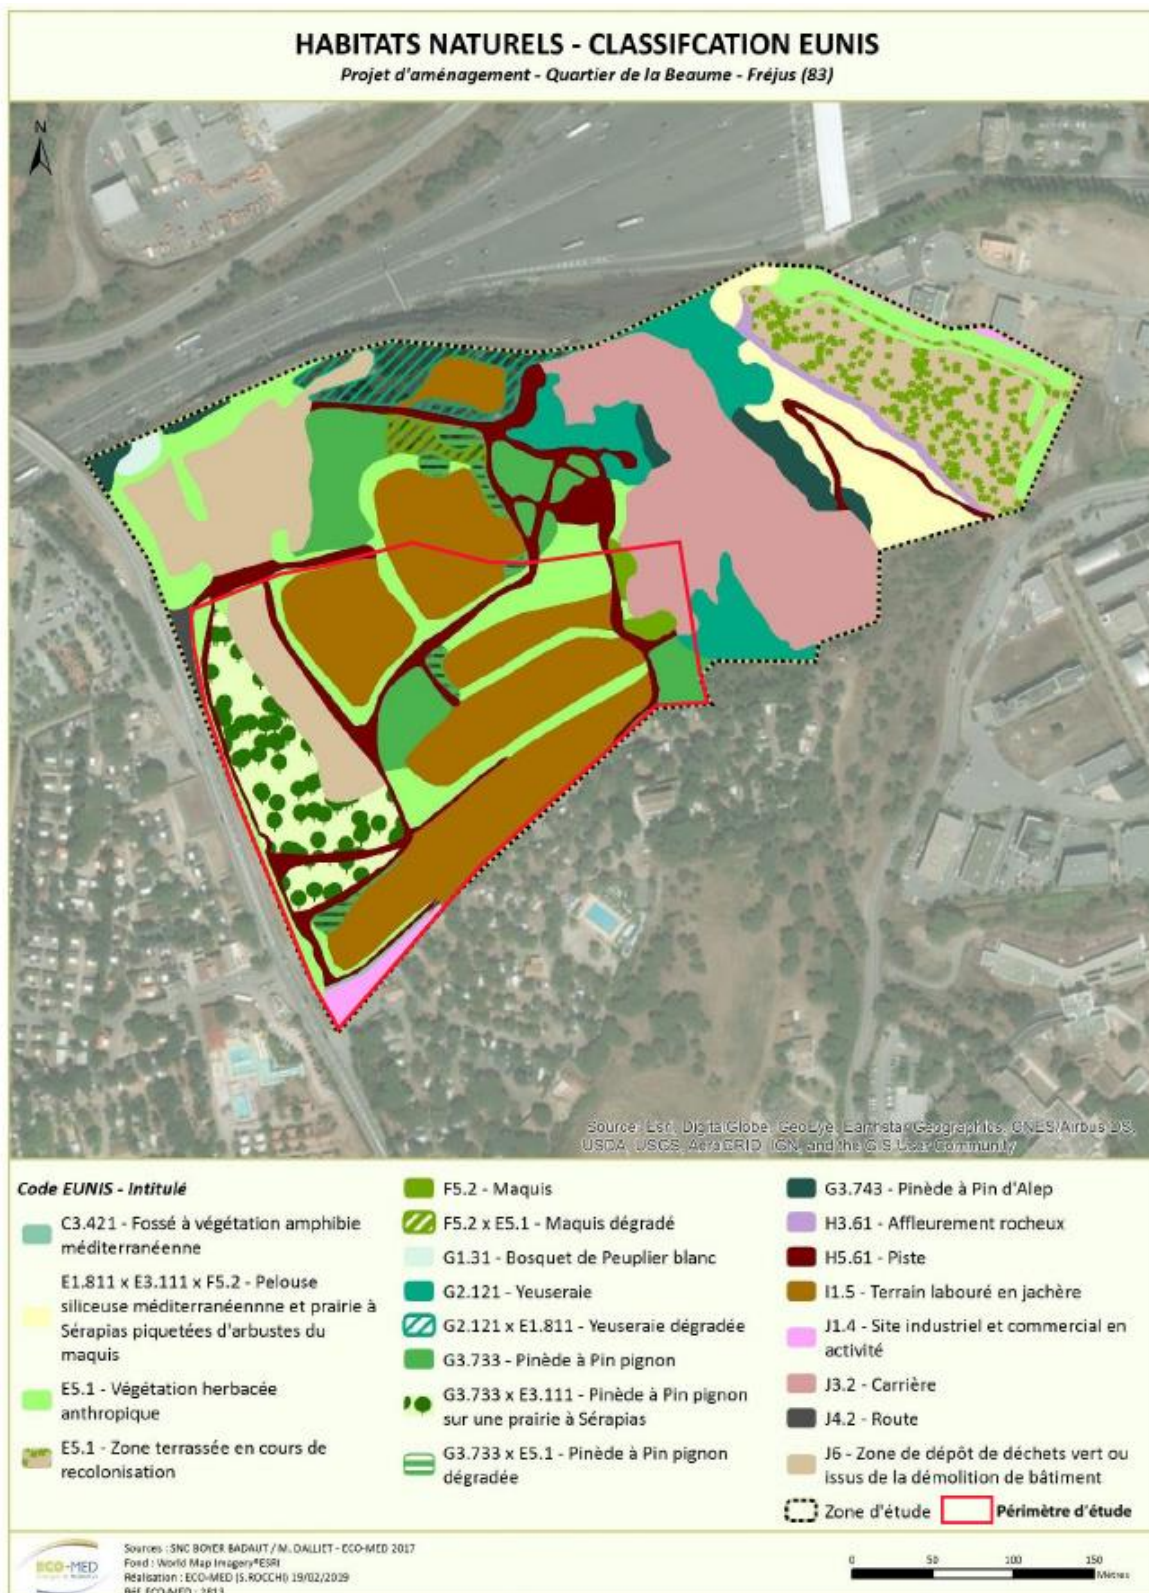 HABITATS NATURELS - CLASSIFCATION EUNIS
Projet d'aménagement - Quartier de la Beaume - Fréjus (83)
N
Source: Esri, DigitalGlobe, GeoEye, Earthstar Geographics, CNES/Airbus DS,
USDA, USGS, AeroGRID, IGN, and the GIS User Community
Code EUNIS - Intitulé
C3.421 - Fossé à végétation amphibie
méditerranéenne
E1.811 x E3.111 x F5.2 - Pelouse
siliceuse méditerranéennne et prairie à
Sérapias piquetées d'arbustes du
maquis
E5.1 - Végétation herbacée
anthropique
E5.1 - Zone terrassée en cours de
recolonisation
F5.2 - Maquis
F5.2 x E5.1 - Maquis dégradé
G1.31 - Bosquet de Peuplier blanc
G2.121 - Yeuseraie
G2.121 x E1.811 - Yeuseraie dégradée
G3.733 - Pinède à Pin pignon
G3.733 x E3.111 - Pinède à Pin pignon
sur une prairie à Sérapias
G3.733 x E5.1 - Pinède à Pin pignon
dégradée
G3.743 - Pinède à Pin d'Alep
H3.61 - Affleurement rocheux
H5.61 - Piste
I1.5 - Terrain labouré en jachère
J1.4 - Site industriel et commercial en
activité
J3.2 - Carrière
J4.2 - Route
J6 - Zone de dépôt de déchets vert ou
issus de la démolition de bâtiment
Zone d'étude Périmètre d'étude
ECO-MED
Sources : SNC BOYER BADAUT / M. DALLIET - ECO-MED 2017
Fond : World Map Imagery®ESRI
Réalisation : ECO-MED (S.ROCCHI) 19/02/2019
Réf. ECO-MED : 2813
0 50 100 150
Mètres